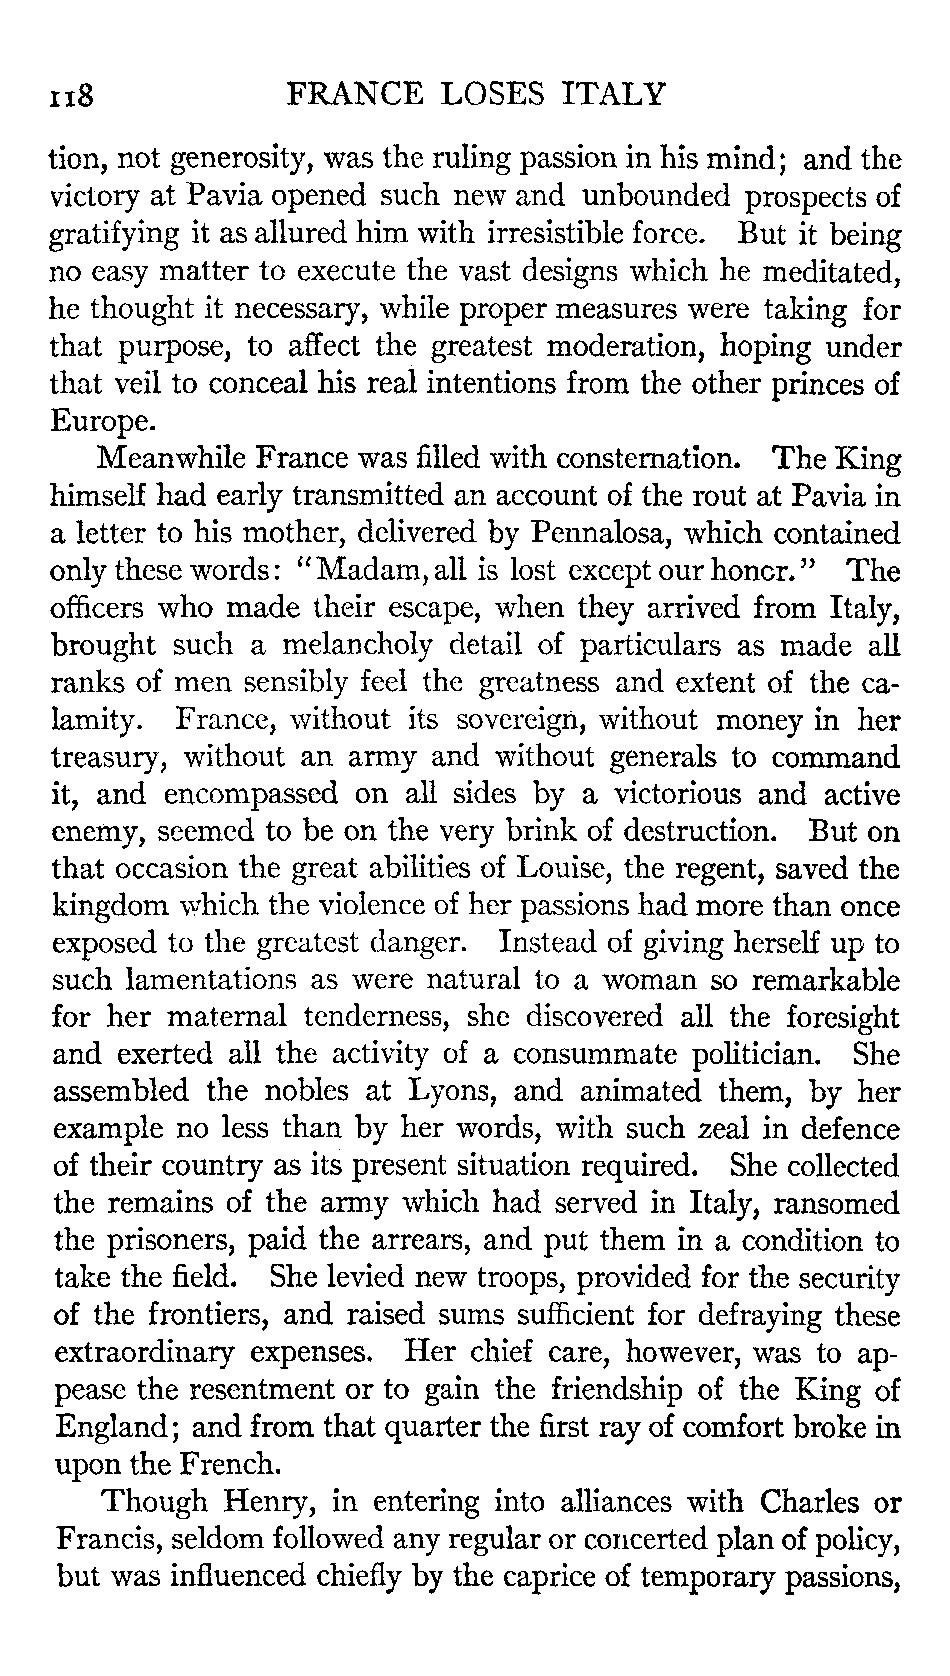 118 FRANCE LOSES ITALY
tion, not generosity, was the ruling passion in his mind; and the
victory at Pavia opened such new and unbounded prospects of
gratifying it as allured him with irresistible force. But it being
no easy matter to execute the vast designs which he meditated,
he thought it necessary, while proper measures were taking for
that purpose, to affect the greatest moderation, hoping under
that veil to conceal his real intentions from the other princes of
Europe.
Meanwhile France was filled with consternation. The King
himself had early transmitted an account of the rout at Pavia in
a letter to his mother, delivered by Pennalosa, which contained
only these words: "Madam, all is lost except our honor." The
officers who made their escape, when they arrived from Italy,
brought such a melancholy detail of particulars as made all
ranks of men sensibly feel the greatness and extent of the ca-
lamity. France, without its sovereign, without money in her
treasury, without an army and without generals to command
it, and encompassed on all sides by a victorious and active
enemy, seemed to be on the very brink of destruction. But on
that occasion the great abilities of Louise, the regent, saved the
kingdom which the violence of her passions had more than once
exposed to the greatest danger. Instead of giving herself up to
such lamentations as were natural to a woman so remarkable
for her maternal tenderness, she discovered all the foresight
and exerted all the activity of a consummate politician. She
assembled the nobles at Lyons, and animated them, by her
example no less than by her words, with such zeal in defence
of their country as its present situation required. She collected
the remains of the army which had served in Italy, ransomed
the prisoners, paid the arrears, and put them in a condition to
take the field. She levied new troops, provided for the security
of the frontiers, and raised sums sufficient for defraying these
extraordinary expenses. Her chief care, however, was to ap-
pease the resentment or to gain the friendship of the King of
England; and from that quarter the first ray of comfort broke in
upon the French.
Though Henry, in entering into alliances with Charles or
Francis, seldom followed any regular or concerted plan of policy,
but was influenced chiefly by the caprice of temporary passions,